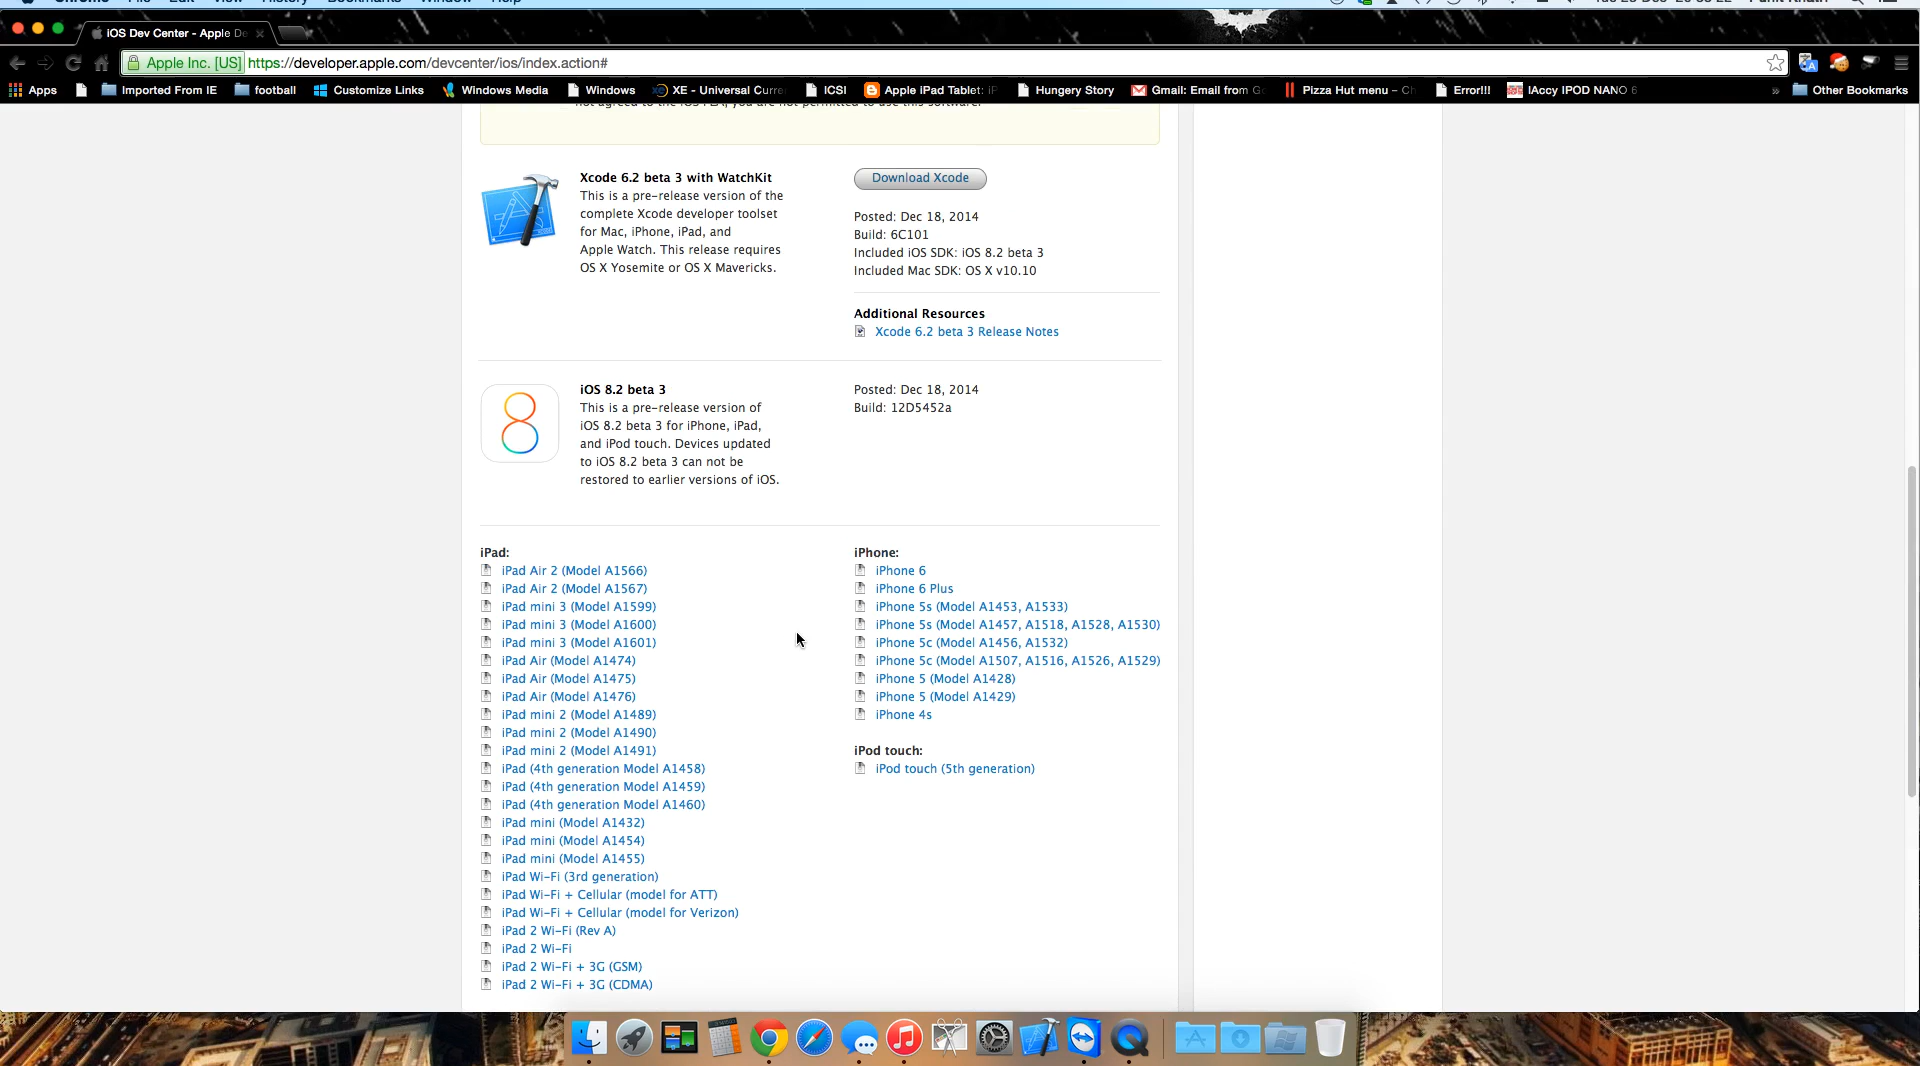 iOS Dev Center - Apple De
Apple Inc. [US] https://developer.apple.com/devcenter/ios/index.action#
Apps Imported From IE football Customize Links Windows Media Windows XE - Universal Curre ICSI Apple iPad Tablet: iP Hungery Story Gmail: Email from G Pizza Hut menu – Ch Error!!! IAccy IPOD NANO 6 » Other Bookmarks
Xcode 6.2 beta 3 with WatchKit
This is a pre-release version of the
complete Xcode developer toolset
for Mac, iPhone, iPad, and
Apple Watch. This release requires
OS X Yosemite or OS X Mavericks.
Download Xcode
Posted: Dec 18, 2014
Build: 6C101
Included iOS SDK: iOS 8.2 beta 3
Included Mac SDK: OS X v10.10
Additional Resources
Xcode 6.2 beta 3 Release Notes
iOS 8.2 beta 3
This is a pre-release version of
iOS 8.2 beta 3 for iPhone, iPad,
and iPod touch. Devices updated
to iOS 8.2 beta 3 can not be
restored to earlier versions of iOS.
Posted: Dec 18, 2014
Build: 12D5452a
iPad:
iPad Air 2 (Model A1566)
iPad Air 2 (Model A1567)
iPad mini 3 (Model A1599)
iPad mini 3 (Model A1600)
iPad mini 3 (Model A1601)
iPad Air (Model A1474)
iPad Air (Model A1475)
iPad Air (Model A1476)
iPad mini 2 (Model A1489)
iPad mini 2 (Model A1490)
iPad mini 2 (Model A1491)
iPad (4th generation Model A1458)
iPad (4th generation Model A1459)
iPad (4th generation Model A1460)
iPad mini (Model A1432)
iPad mini (Model A1454)
iPad mini (Model A1455)
iPad Wi-Fi (3rd generation)
iPad Wi-Fi + Cellular (model for ATT)
iPad Wi-Fi + Cellular (model for Verizon)
iPad 2 Wi-Fi (Rev A)
iPad 2 Wi-Fi
iPad 2 Wi-Fi + 3G (GSM)
iPad 2 Wi-Fi + 3G (CDMA)
iPhone:
iPhone 6
iPhone 6 Plus
iPhone 5s (Model A1453, A1533)
iPhone 5s (Model A1457, A1518, A1528, A1530)
iPhone 5c (Model A1456, A1532)
iPhone 5c (Model A1507, A1516, A1526, A1529)
iPhone 5 (Model A1428)
iPhone 5 (Model A1429)
iPhone 4s
iPod touch:
iPod touch (5th generation)